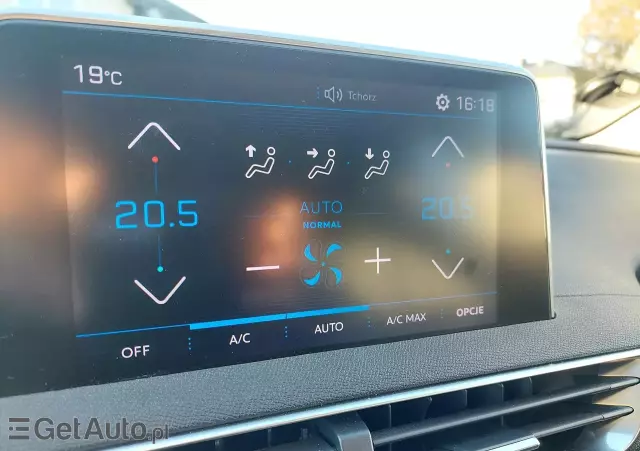 19°C
Tchorz
16:18
AUTO
NORMAL
20.5
20.5
OFF
A/C
AUTO
A/C MAX
OPCJE
GetAuto.pl